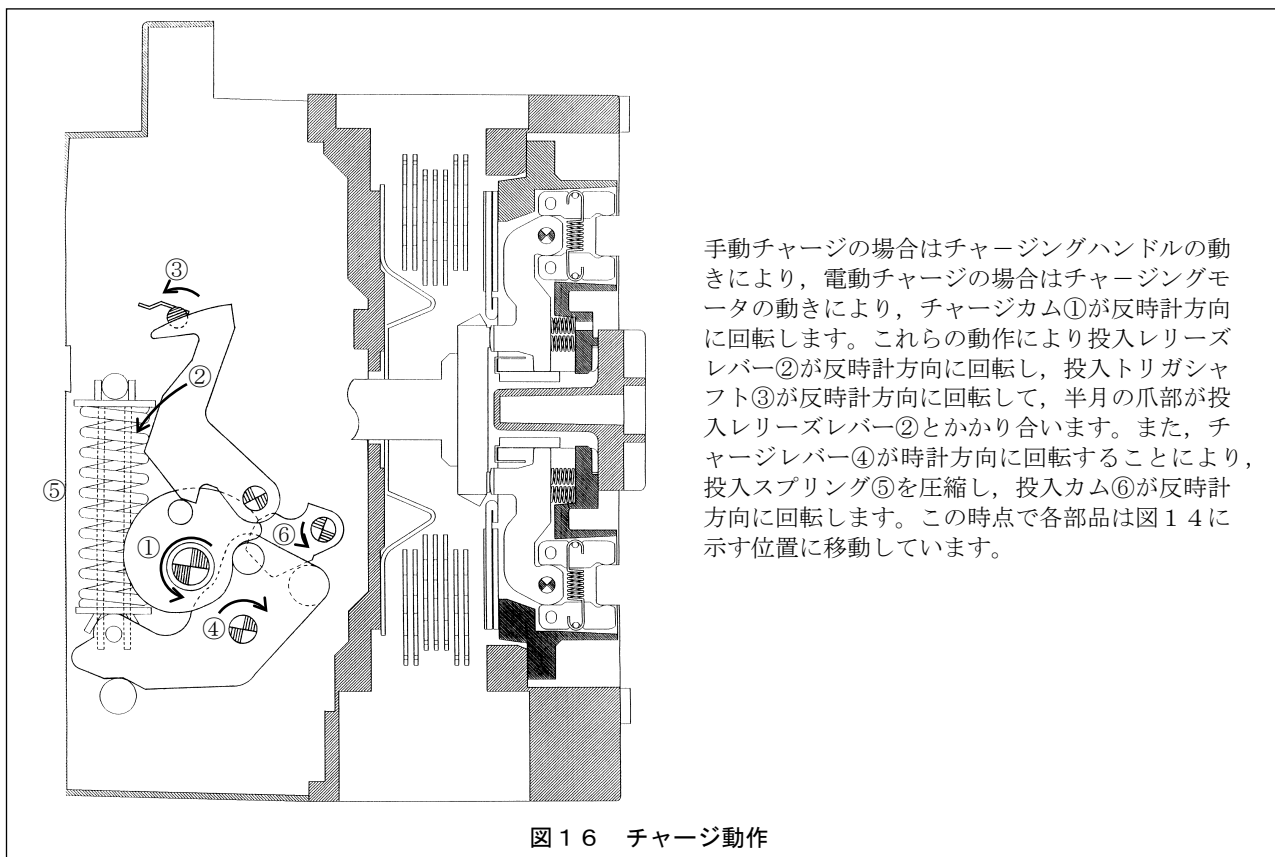 ③
②
⑤
⑥
①
④
手動チャージの場合はチャージングハンドルの動
きにより，電動チャージの場合はチャージングモ
ータの動きにより，チャージカム①が反時計方向
に回転します。これらの動作により投入レリーズ
レバー②が反時計方向に回転し，投入トリガシャ
フト③が反時計方向に回転して，半月の爪部が投
入レリーズレバー②とかかり合います。また，チ
ャージレバー④が時計方向に回転することにより，
投入スプリング⑤を圧縮し，投入カム⑥が反時計
方向に回転します。この時点で各部品は図１４に
示す位置に移動しています。
図１６　チャージ動作